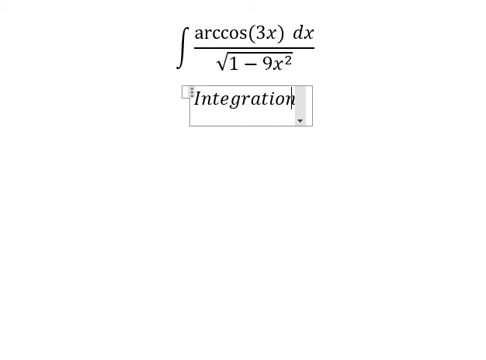 ∫ arccos(3x) dx / √(1 − 9x²)
Integration